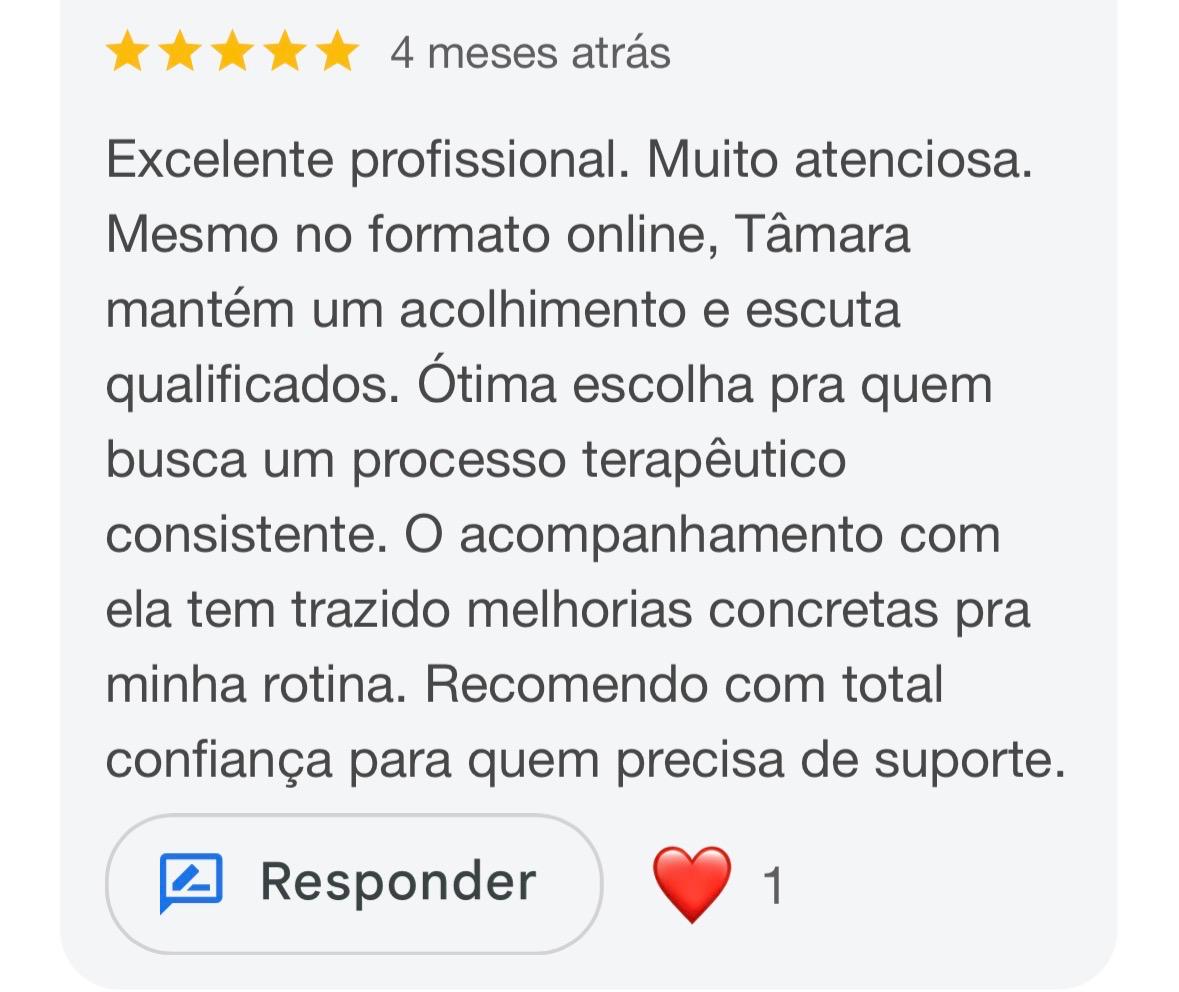 4 meses atrás
Excelente profissional. Muito atenciosa.
Mesmo no formato online, Tâmara
mantém um acolhimento e escuta
qualificados. Ótima escolha pra quem
busca um processo terapêutico
consistente. O acompanhamento com
ela tem trazido melhorias concretas pra
minha rotina. Recomendo com total
confiança para quem precisa de suporte.
Responder 1